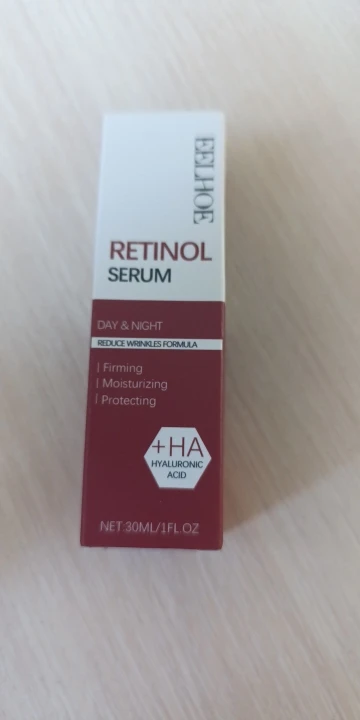 EELHOE
RETINOL
SERUM
DAY & NIGHT
REDUCE WRINKLES FORMULA
| Firming
| Moisturizing
| Protecting
+HA
HYALURONIC
ACID
NET 30ML/1FL OZ